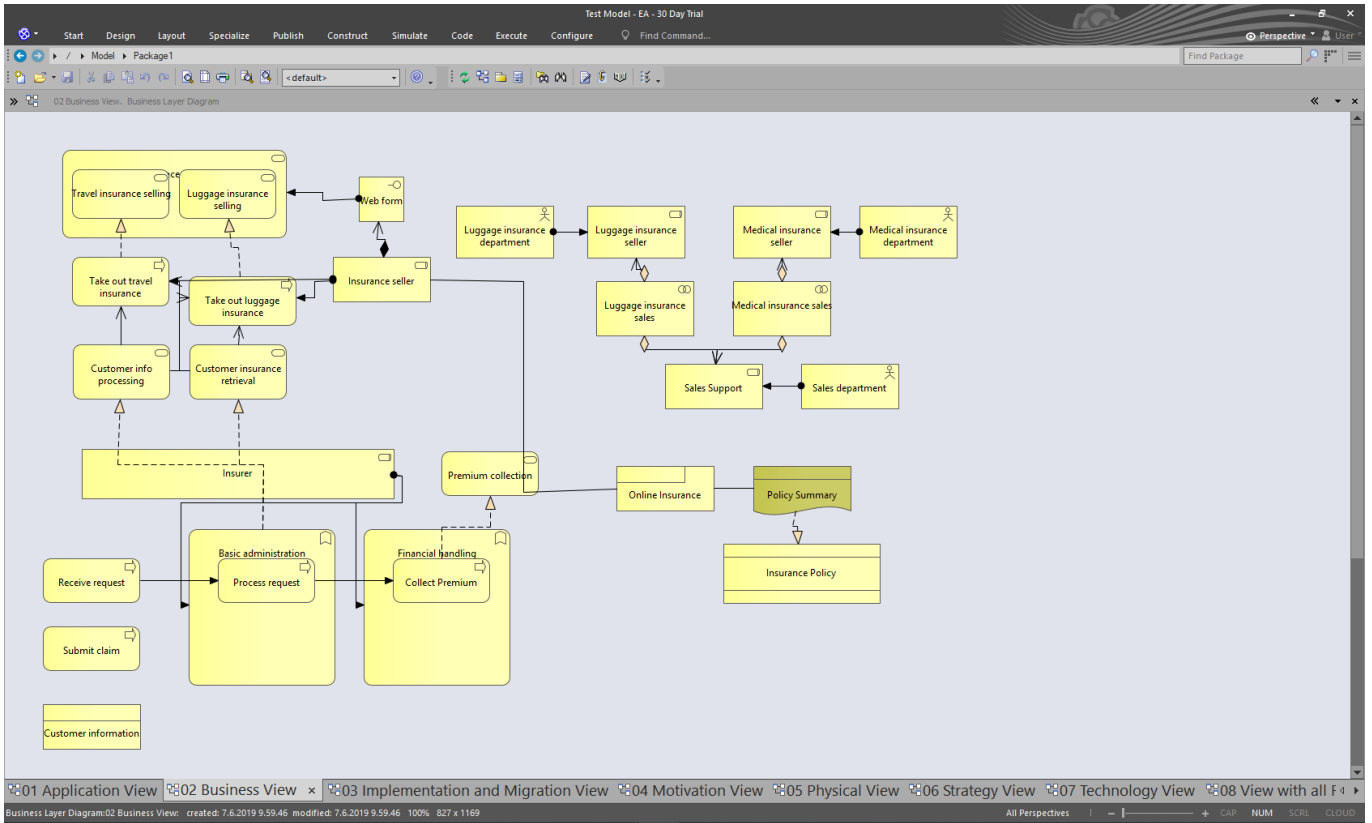 Test Model - EA - 30 Day Trial
Start Design Layout Specialize Publish Construct Simulate Code Execute Configure Find Command...
Perspective User
/ Model Package1
Find Package
<default>
02 Business View. Business Layer Diagram
ce
Travel insurance selling
Luggage insurance
selling
Web form
Luggage insurance
department
Luggage insurance
seller
Medical insurance
seller
Medical insurance
department
Take out travel
insurance
Take out luggage
insurance
Insurance seller
Luggage insurance
sales
Medical insurance sales
Customer info
processing
Customer insurance
retrieval
Sales Support
Sales department
Insurer
Premium collection
Online Insurance
Policy Summary
Basic administration
Financial handling
Receive request
Process request
Collect Premium
Insurance Policy
Submit claim
Customer information
01 Application View 02 Business View × 03 Implementation and Migration View 04 Motivation View 05 Physical View 06 Strategy View 07 Technology View 08 View with all
Business Layer Diagram:02 Business View: created: 7.6.2019 9.59.46 modified: 7.6.2019 9.59.46 100% 827 x 1169
All Perspectives CAP NUM SCRL CLOUD